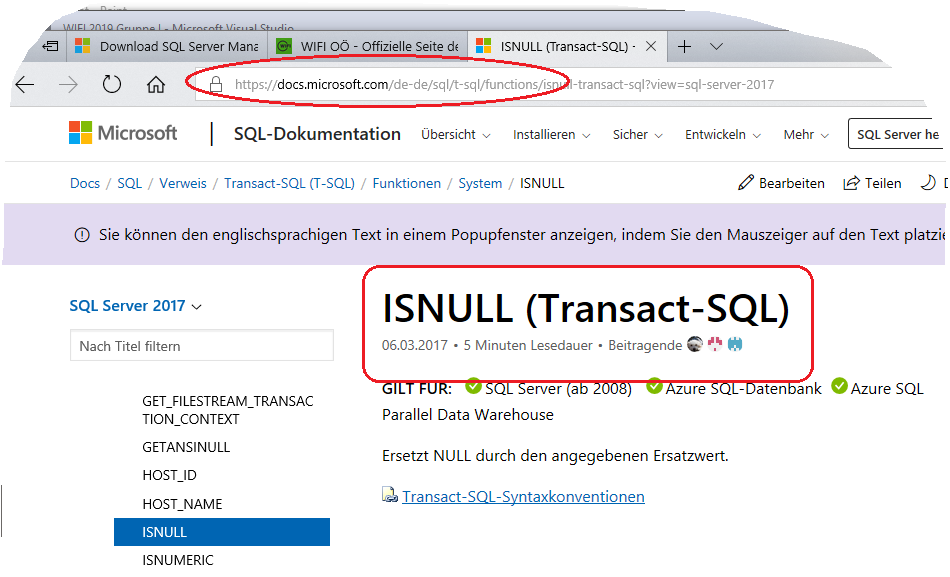 WIFI 2019 Gruppe I - Microsoft Visual Studio
Download SQL Server Mana
WIFI OÖ - Offizielle Seite de
ISNULL (Transact-SQL) -
https://docs.microsoft.com/de-de/sql/t-sql/functions/isnull-transact-sql?view=sql-server-2017
Microsoft | SQL-Dokumentation Übersicht Installieren Sicher Entwickeln Mehr SQL Server he
Docs / SQL / Verweis / Transact-SQL (T-SQL) / Funktionen / System / ISNULL Bearbeiten Teilen
Sie können den englischsprachigen Text in einem Popupfenster anzeigen, indem Sie den Mauszeiger auf den Text platzie
SQL Server 2017
Nach Titel filtern
GET_FILESTREAM_TRANSAC
TION_CONTEXT
GETANSINULL
HOST_ID
HOST_NAME
ISNULL
ISNUMERIC
ISNULL (Transact-SQL)
06.03.2017 • 5 Minuten Lesedauer • Beitragende
GILT FÜR: SQL Server (ab 2008) Azure SQL-Datenbank Azure SQL
Parallel Data Warehouse
Ersetzt NULL durch den angegebenen Ersatzwert.
Transact-SQL-Syntaxkonventionen